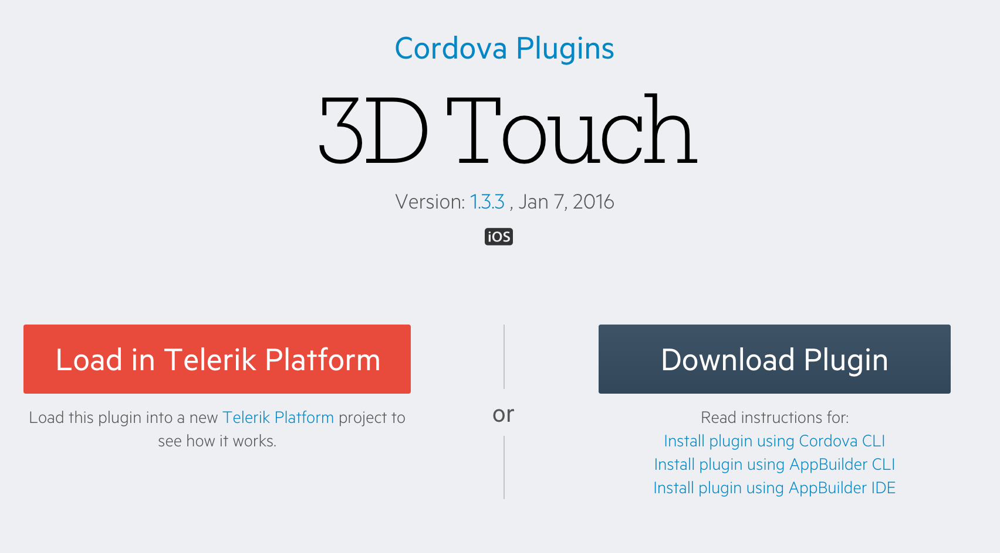 Cordova Plugins
3D Touch
Version: 1.3.3 , Jan 7, 2016
iOS
Load in Telerik Platform
Load this plugin into a new Telerik Platform project to
see how it works.
or
Download Plugin
Read instructions for:
Install plugin using Cordova CLI
Install plugin using AppBuilder CLI
Install plugin using AppBuilder IDE